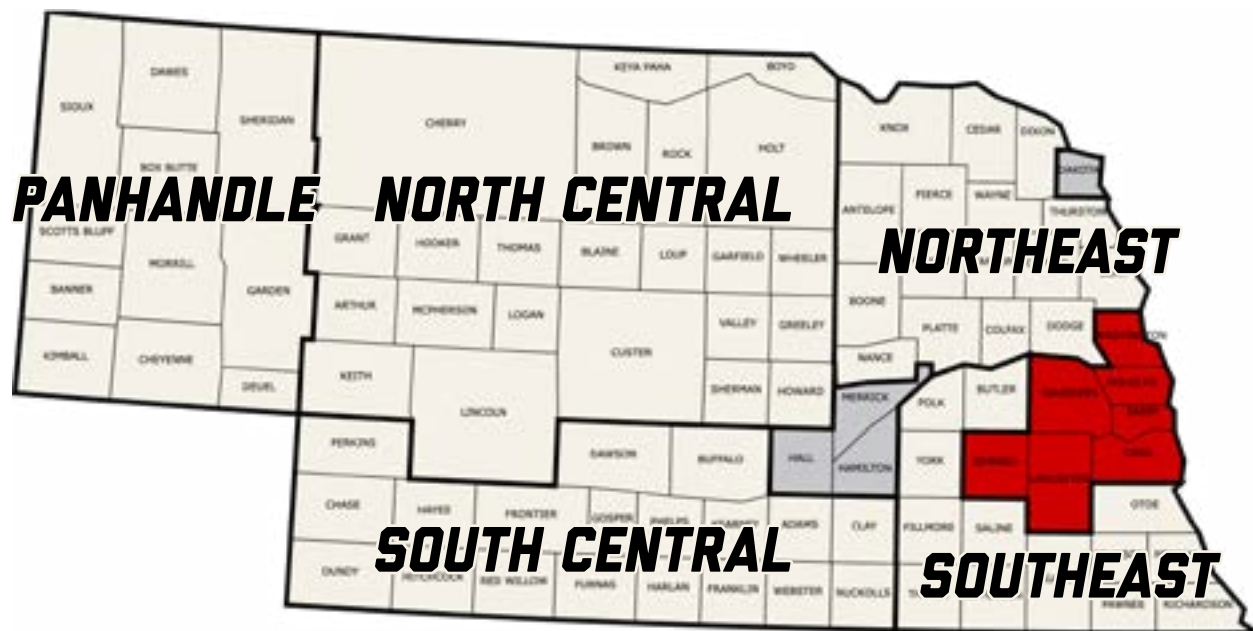 KEYA PAHA
BOYD
DAWES
SIOUX
SHERIDAN
CHERRY
KNOX
CEDAR
DIXON
BROWN
ROCK
HOLT
BOX BUTTE
DAKOTA
PIERCE
WAYNE
ANTELOPE
THURSTON
PANHANDLE
NORTH CENTRAL
NORTHEAST
SCOTTS BLUFF
GRANT
HOOKER
THOMAS
BLAINE
LOUP
GARFIELD
WHEELER
MORRILL
BANNER
GARDEN
ARTHUR
MCPHERSON
LOGAN
BOONE
VALLEY
GREELEY
PLATTE
COLFAX
DODGE
KIMBALL
CHEYENNE
DEUEL
KEITH
CUSTER
NANCE
SHERMAN
HOWARD
LINCOLN
MERRICK
POLK
BUTLER
PERKINS
DAWSON
BUFFALO
HALL
HAMILTON
YORK
CHASE
HAYES
FRONTIER
GOSPER
PHELPS
KEARNEY
ADAMS
CLAY
FILLMORE
SALINE
OTOE
SOUTH CENTRAL
SOUTHEAST
DUNDY
HITCHCOCK
RED WILLOW
FURNAS
HARLAN
FRANKLIN
WEBSTER
NUCKOLLS
PAWNEE
RICHARDSON